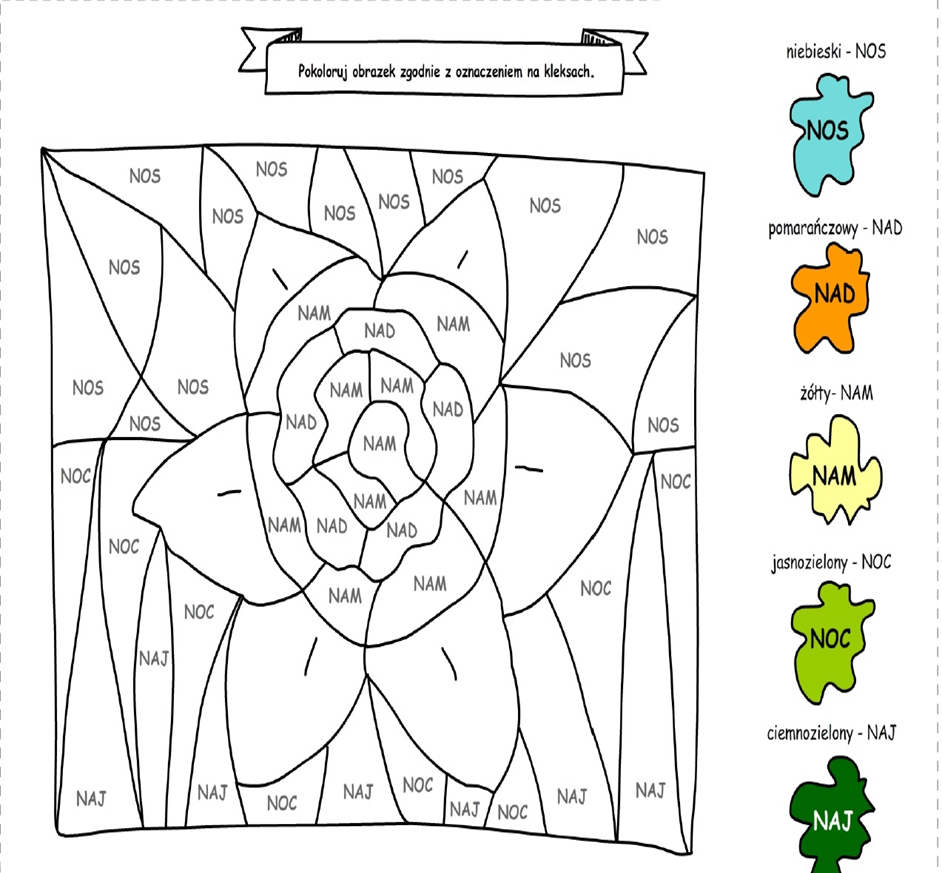 Pokoloruj obrazek zgodnie z oznaczeniem na kleksach.
niebieski - NOS
NOS
pomarańczowy - NAD
NAD
żółty- NAM
NAM
jasnozielony - NOC
NOC
ciemnozielony - NAJ
NAJ
NOS
NOS
NOS
NOS
NOS
NOS
NOS
NOS
NOS
NAM
NAD
NAM
NOS
NOS
NOS
NAM
NAM
NAD
NAD
NOS
NOS
NAM
NOC
NOC
NAM
NAM
NAM
NAD
NAD
NOC
NAM
NOC
NAM
NOC
NAJ
NAJ
NAJ
NOC
NAJ
NOC
NAJ
NOC
NAJ
NAJ